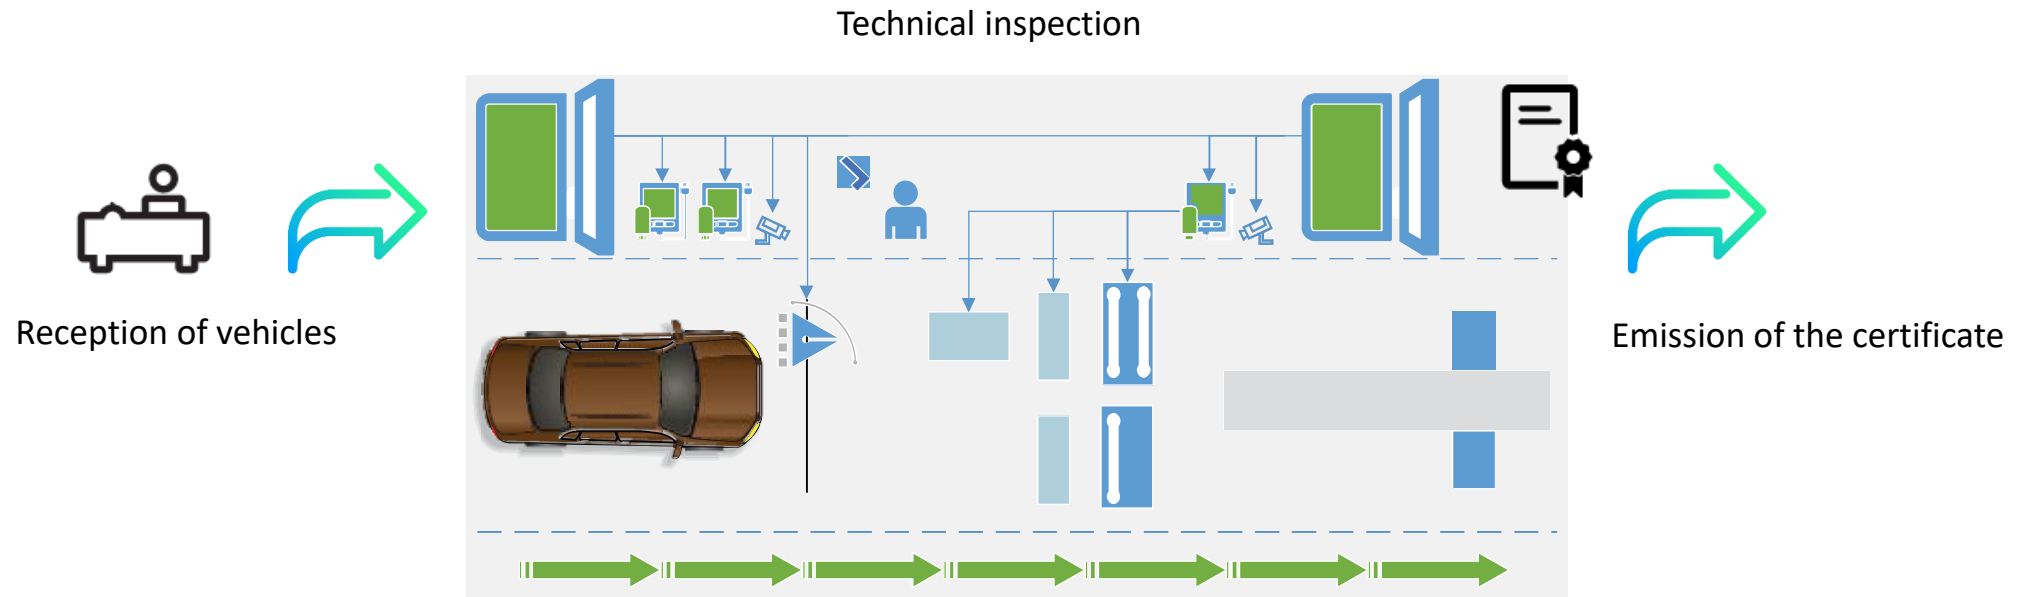 Technical inspection
Reception of vehicles
Emission of the certificate